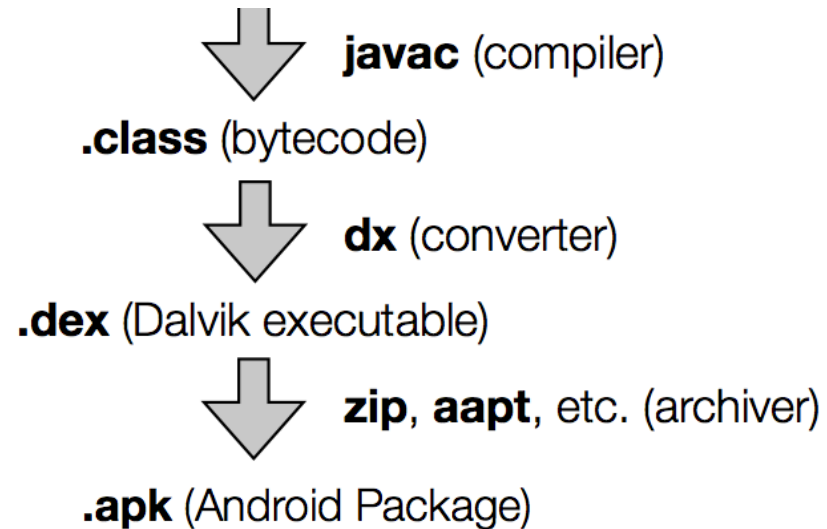 javac (compiler)
.class (bytecode)
dx (converter)
.dex (Dalvik executable)
zip, aapt, etc. (archiver)
.apk (Android Package)